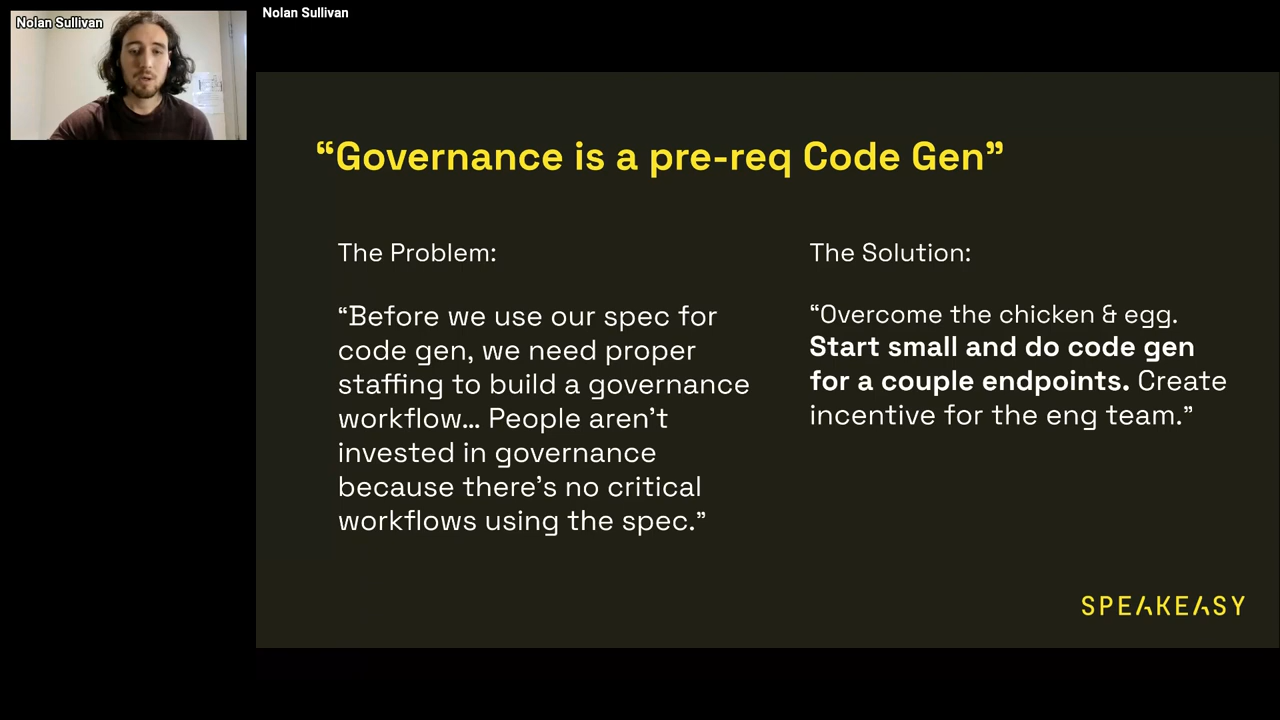 Nolan Sullivan
Nolan Sullivan
“Governance is a pre-req Code Gen”
The Problem:
“Before we use our spec for
code gen, we need proper
staffing to build a governance
workflow... People aren’t
invested in governance
because there’s no critical
workflows using the spec.”
The Solution:
“Overcome the chicken & egg.
Start small and do code gen
for a couple endpoints. Create
incentive for the eng team.”
SPEAKEASY